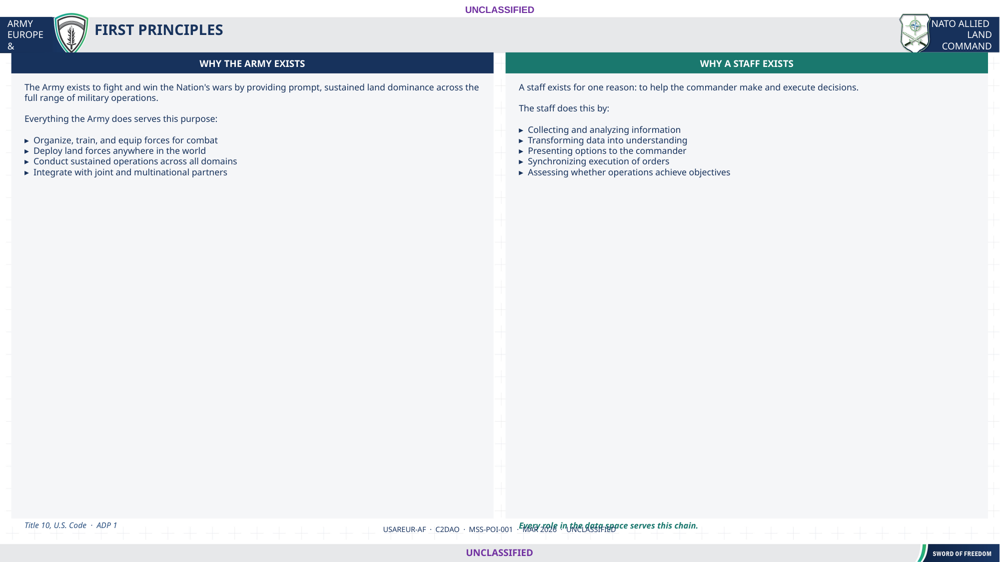 UNCLASSIFIED
ARMY
EUROPE
&
FIRST PRINCIPLES
NATO ALLIED
LAND
COMMAND
WHY THE ARMY EXISTS
The Army exists to fight and win the Nation's wars by providing prompt, sustained land dominance across the
full range of military operations.
Everything the Army does serves this purpose:
▸ Organize, train, and equip forces for combat
▸ Deploy land forces anywhere in the world
▸ Conduct sustained operations across all domains
▸ Integrate with joint and multinational partners
Title 10, U.S. Code · ADP 1
WHY A STAFF EXISTS
A staff exists for one reason: to help the commander make and execute decisions.
The staff does this by:
▸ Collecting and analyzing information
▸ Transforming data into understanding
▸ Presenting options to the commander
▸ Synchronizing execution of orders
▸ Assessing whether operations achieve objectives
Every role in the data space serves this chain.
USAREUR-AF · C2DAO · MSS-POI-001 · MAR 2026 · UNCLASSIFIED
UNCLASSIFIED
SWORD OF FREEDOM